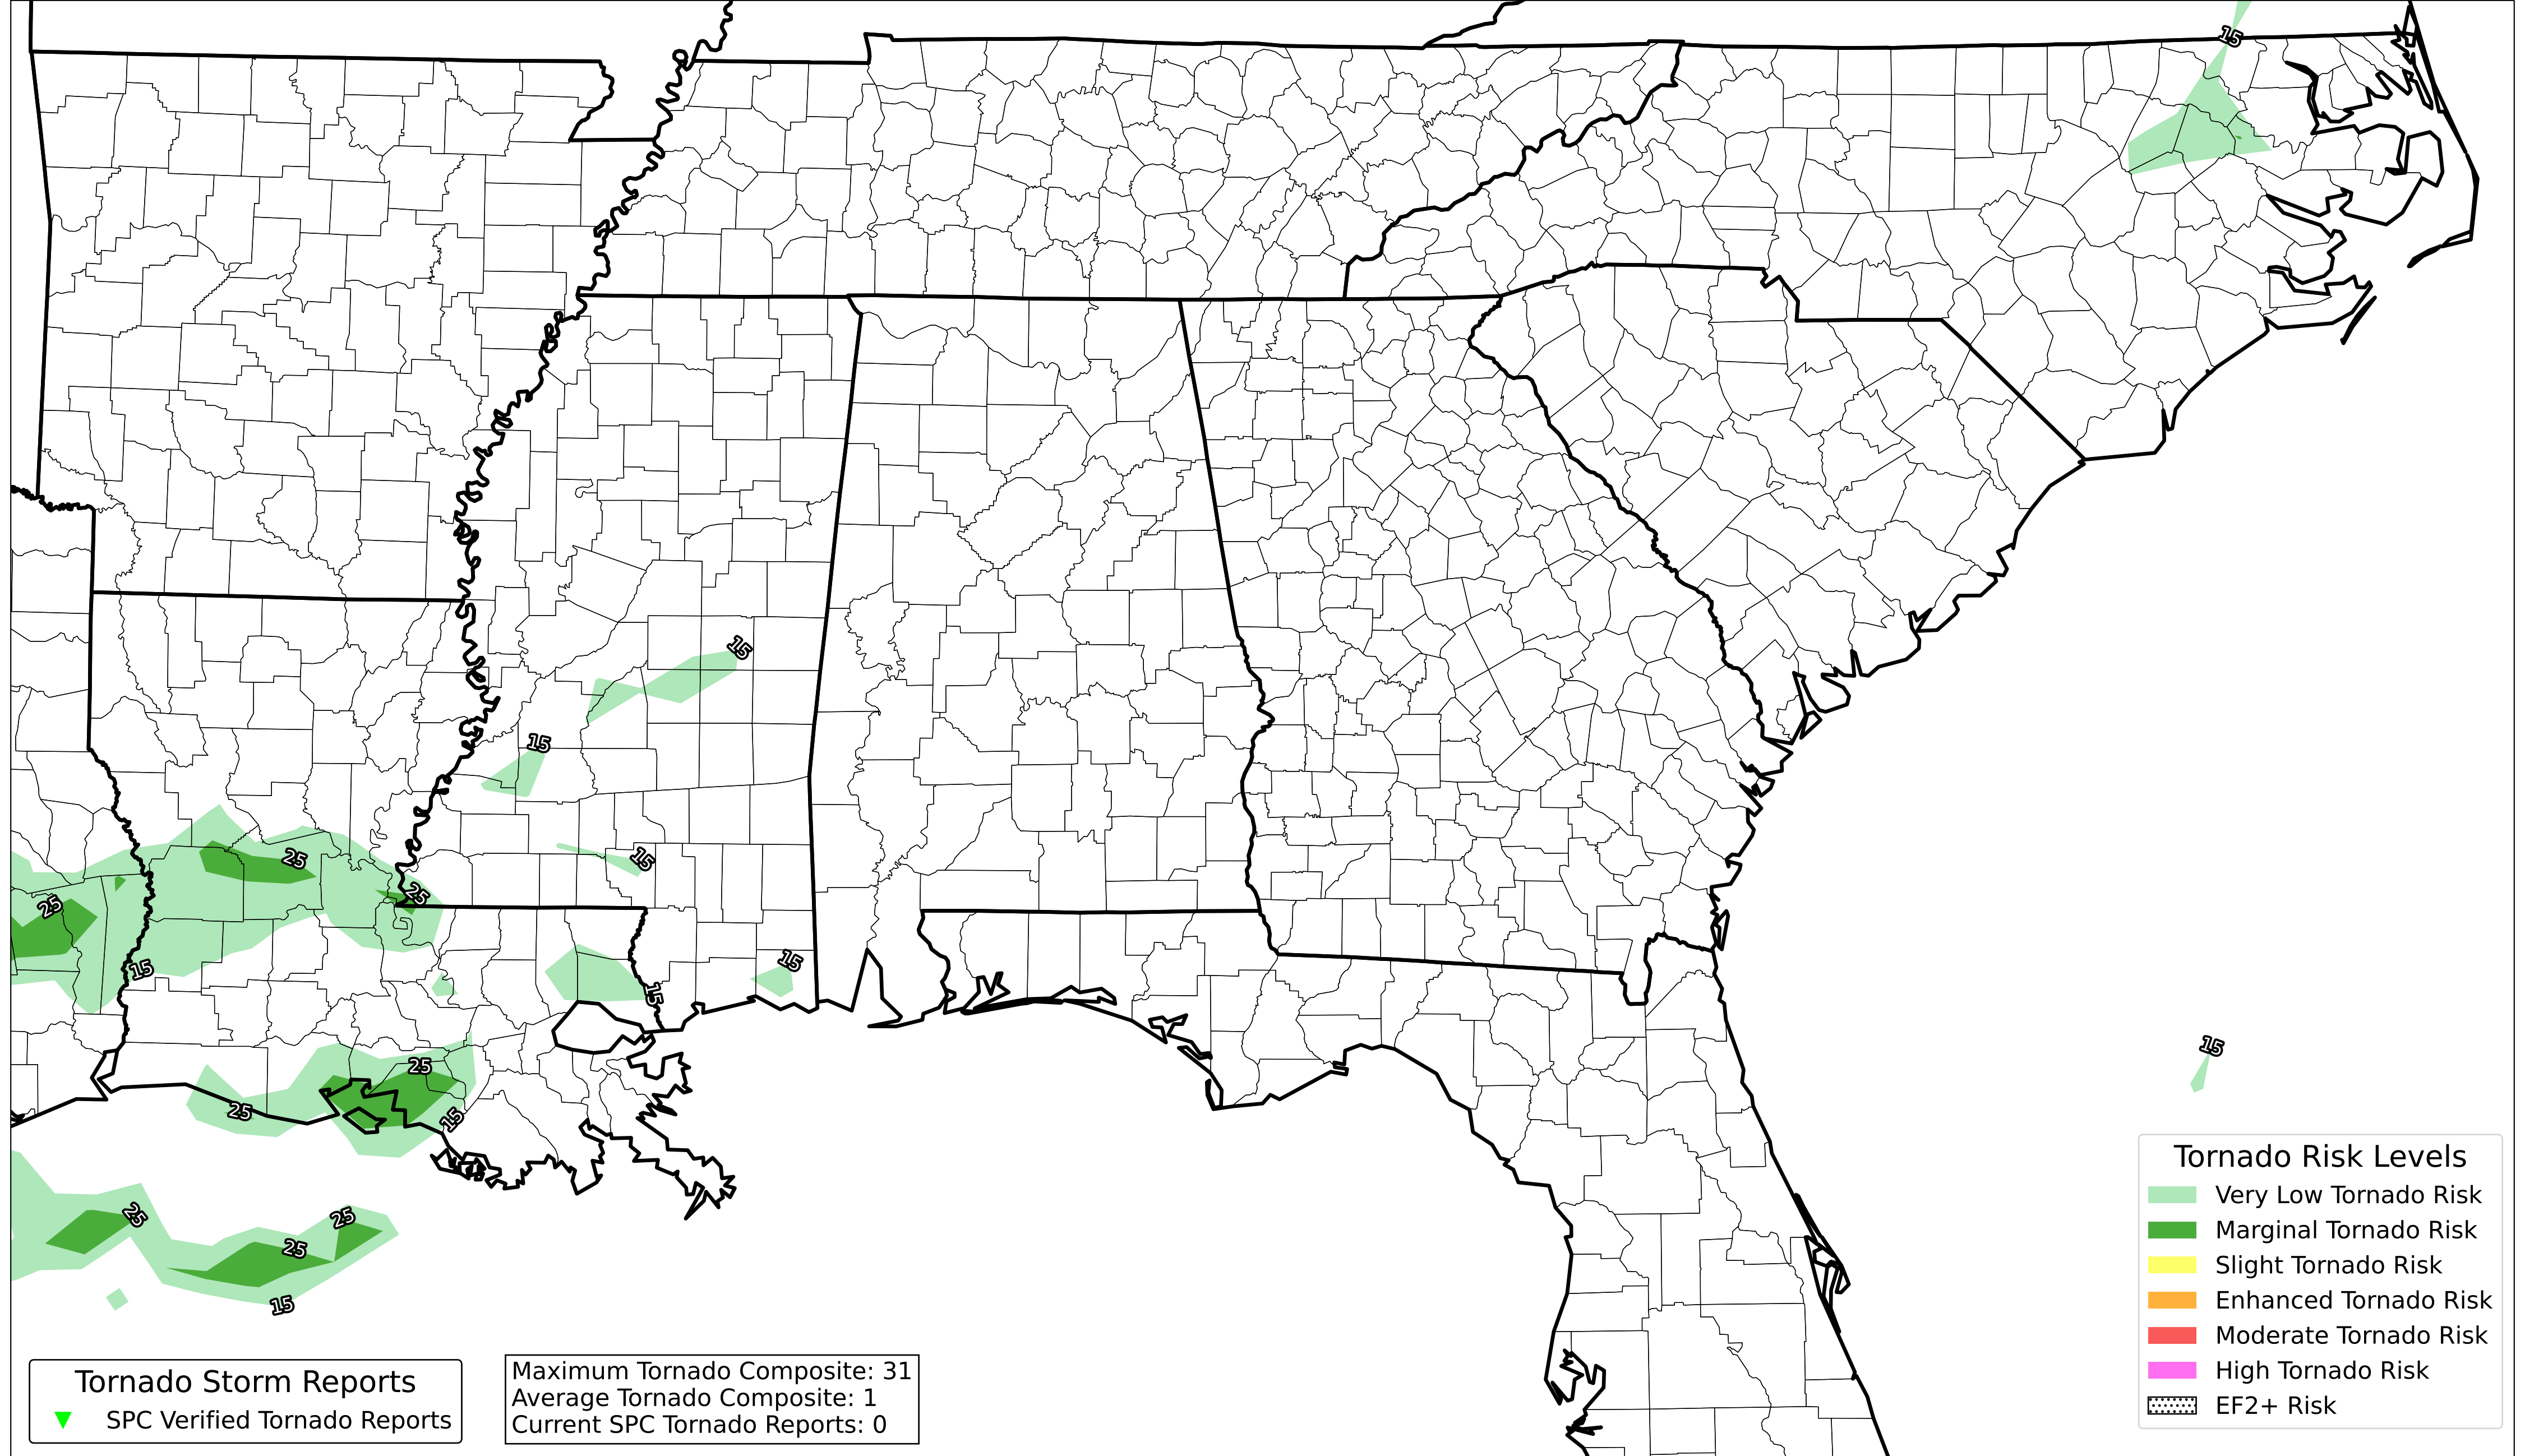 15
15
15
25
25
25
15
15
15
15
25
25
15
25
25
25
15
Tornado Risk Levels
Very Low Tornado Risk
Marginal Tornado Risk
Slight Tornado Risk
Enhanced Tornado Risk
Moderate Tornado Risk
High Tornado Risk
EF2+ Risk
Tornado Storm Reports
SPC Verified Tornado Reports
Maximum Tornado Composite: 31
Average Tornado Composite: 1
Current SPC Tornado Reports: 0
15
15